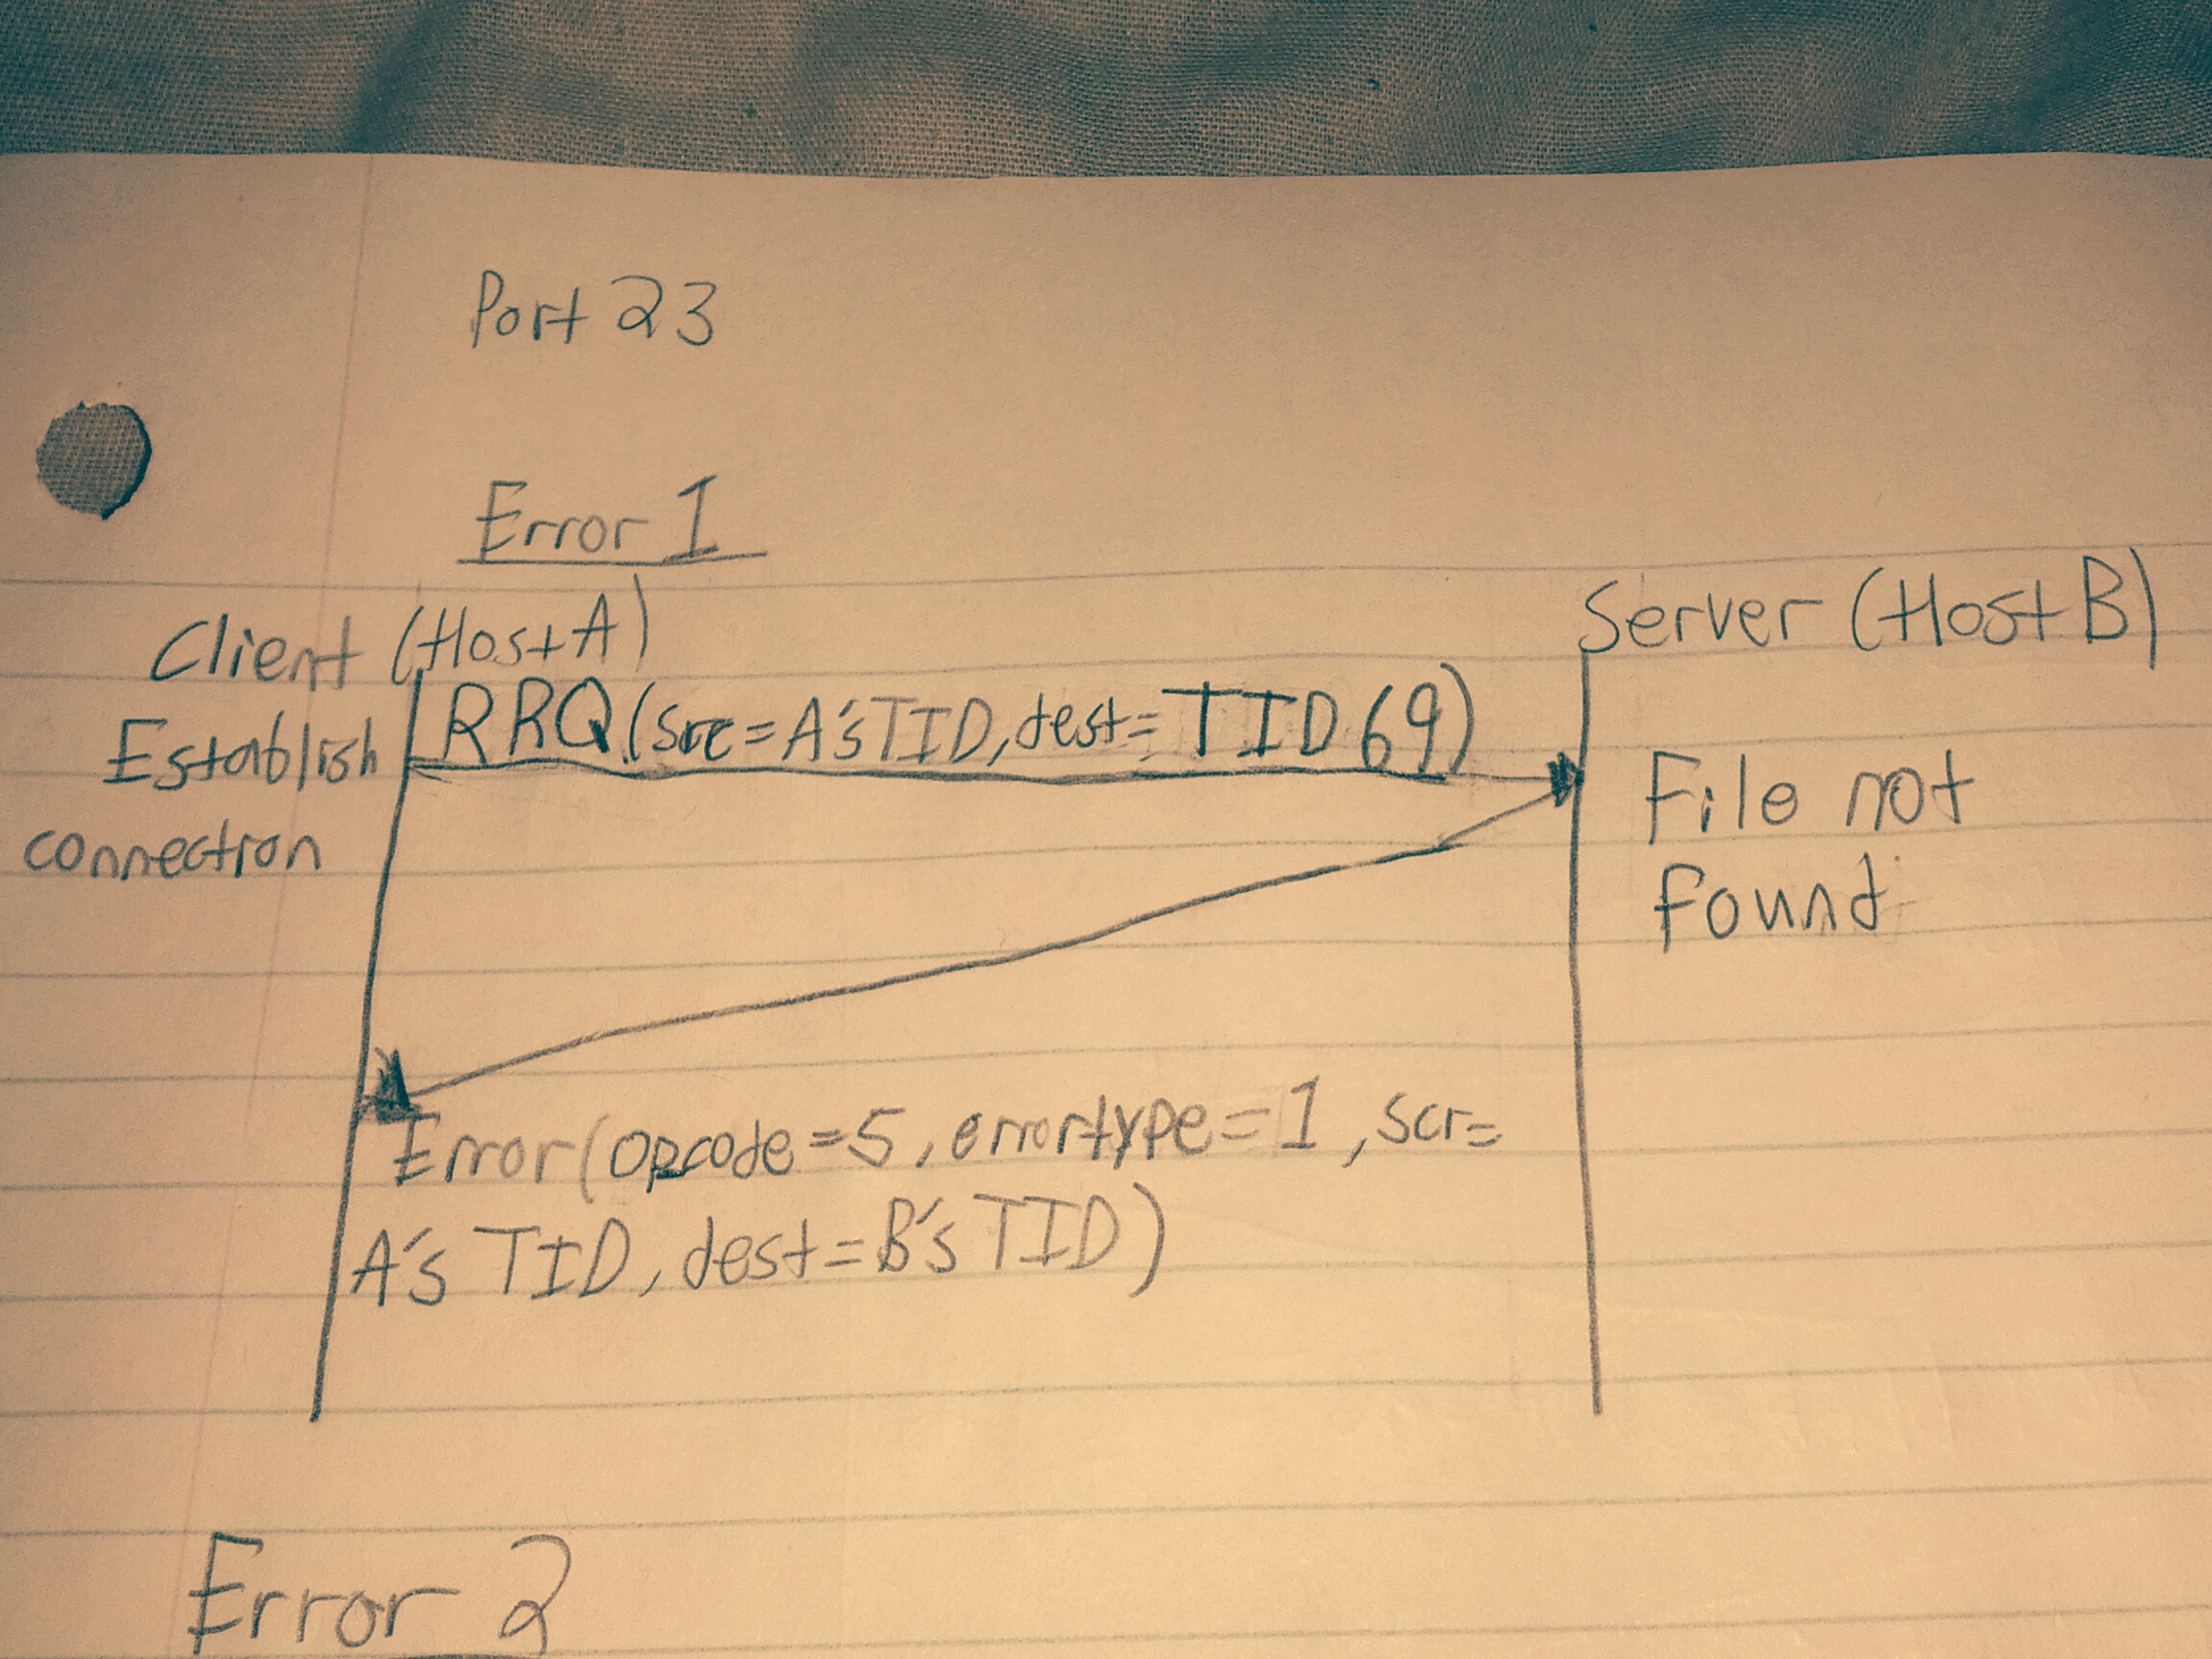 Port 23
Error 1
Client (Host A)
Server (Host B)
RRQ(src=A's TID, dest=TID 69)
Establish
connection
File not
found
Error(opcode=5, errortype=1, scr=
A's TID, dest=B's TID)
Error 2